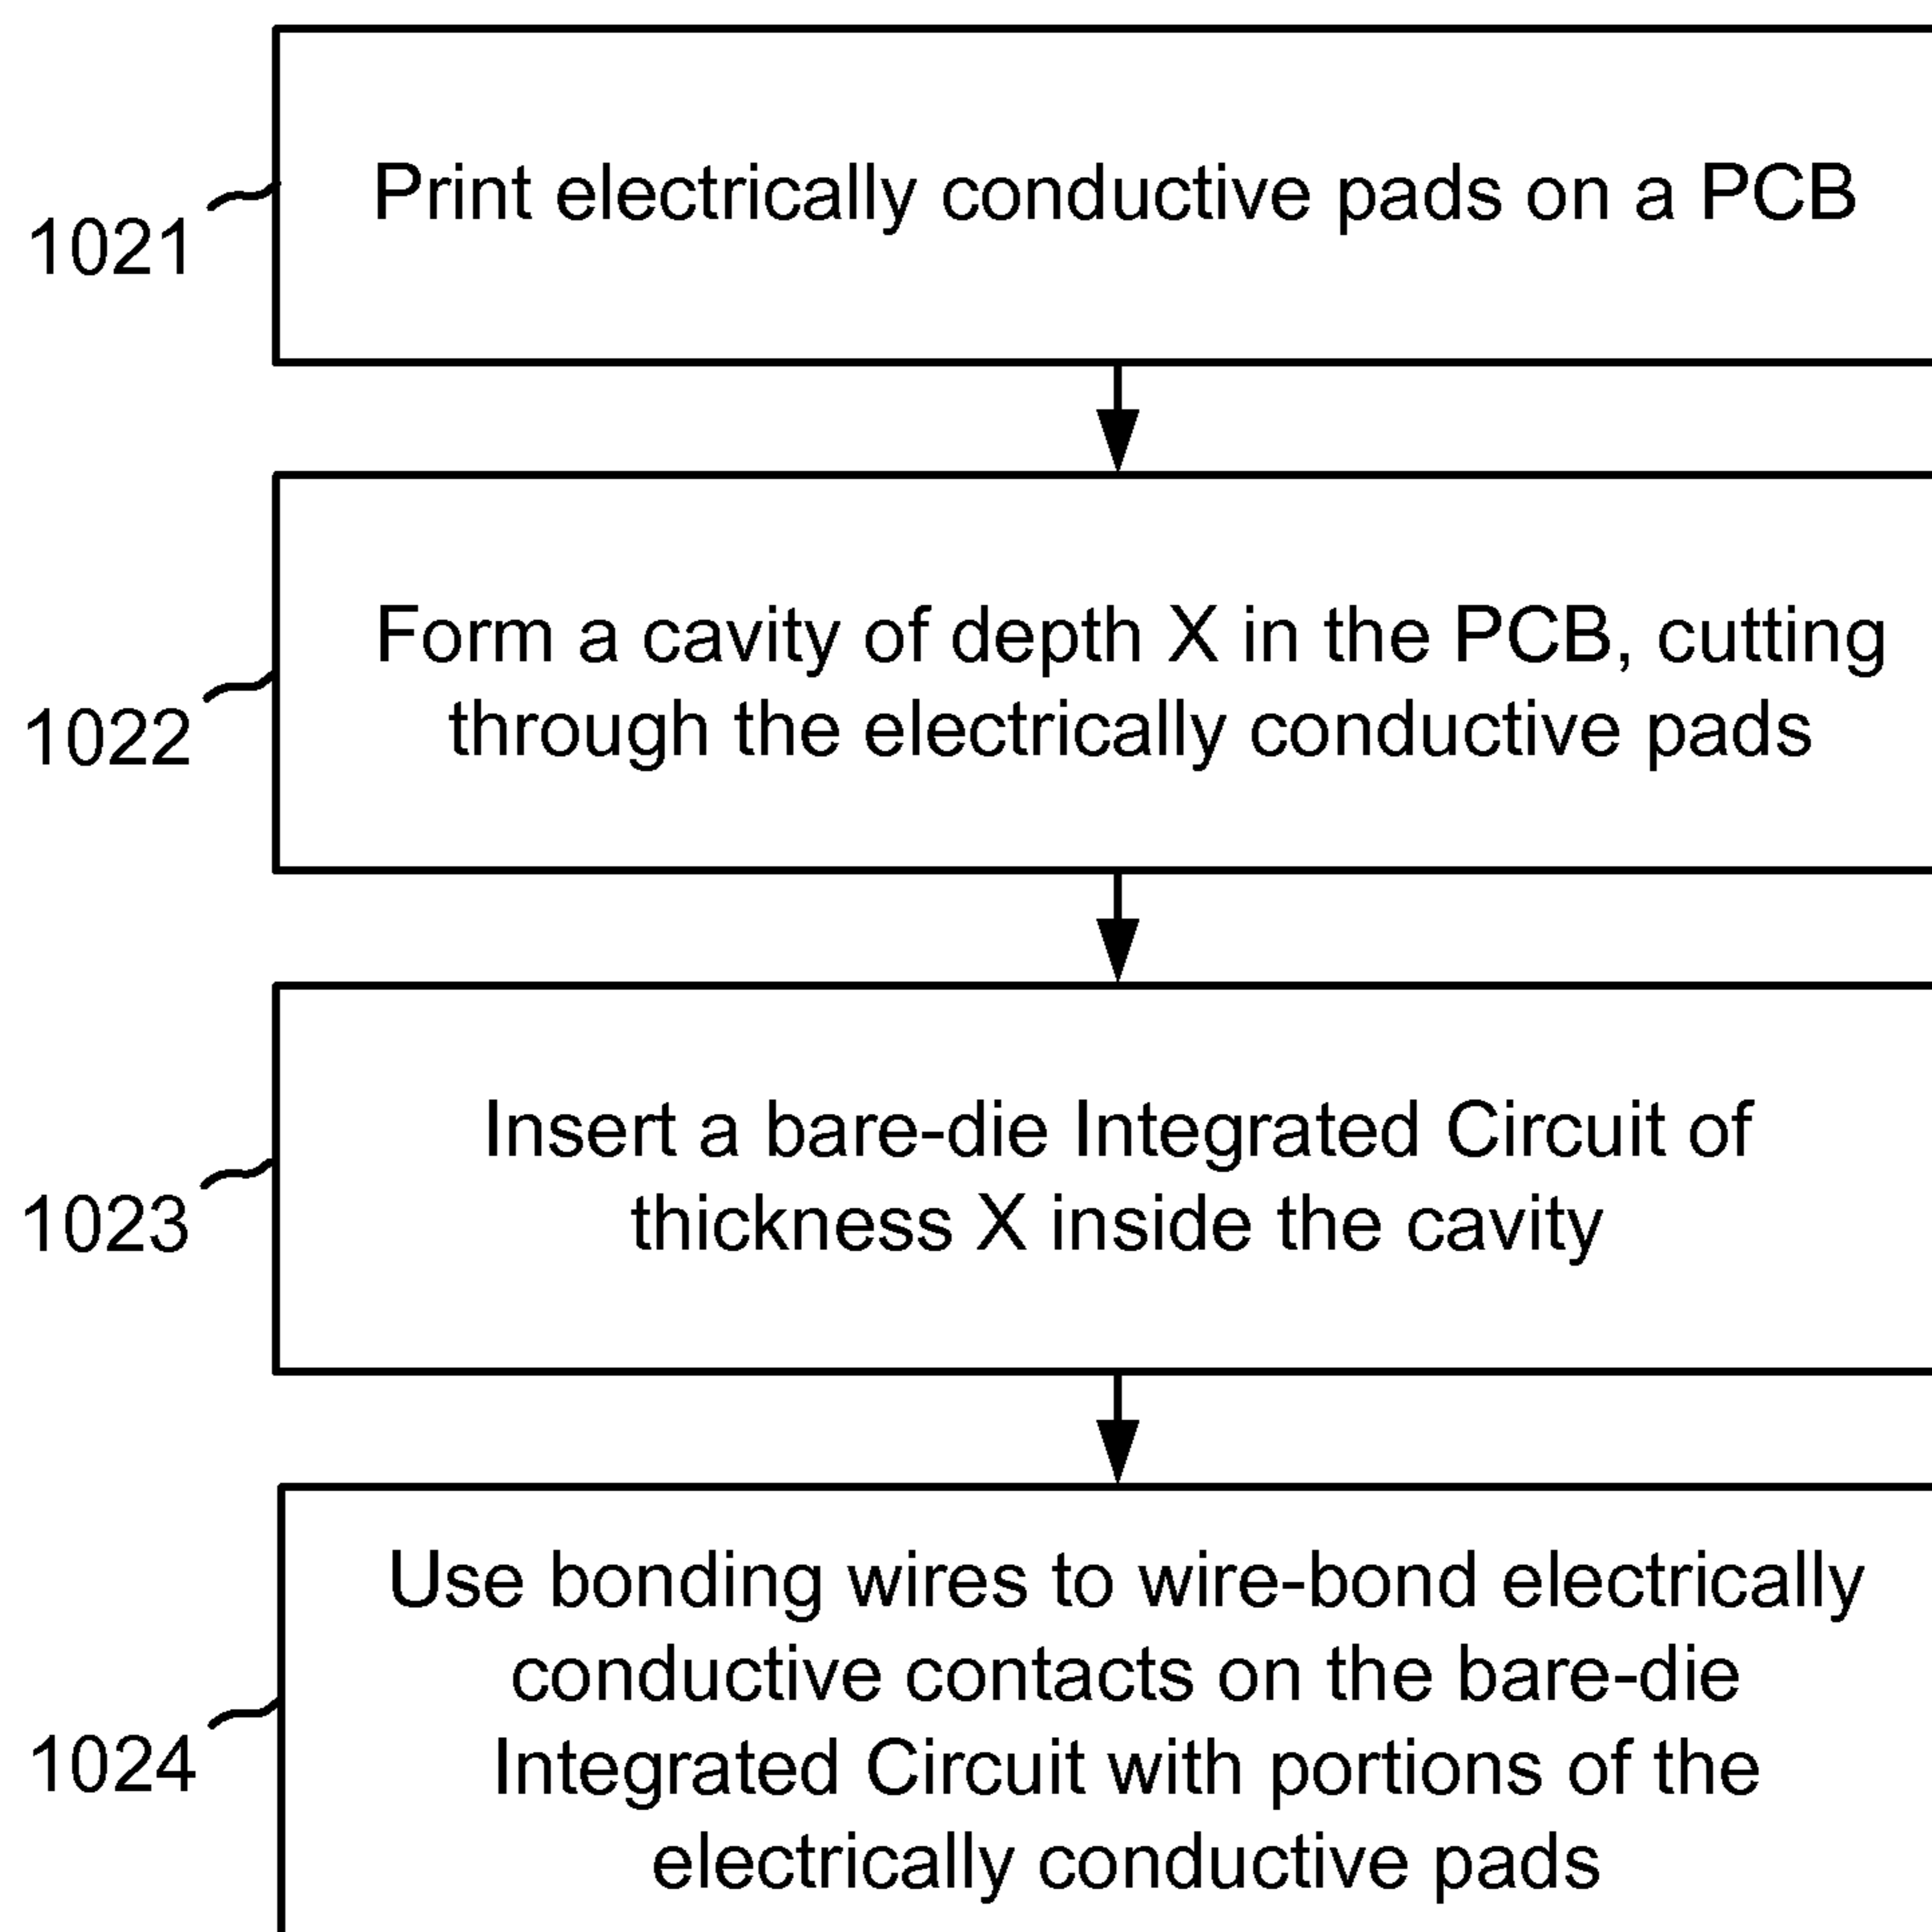 Print electrically conductive pads on a PCB
1021
Form a cavity of depth X in the PCB, cutting
through the electrically conductive pads
1022
Insert a bare-die Integrated Circuit of
thickness X inside the cavity
1023
Use bonding wires to wire-bond electrically
conductive contacts on the bare-die
Integrated Circuit with portions of the
electrically conductive pads
1024